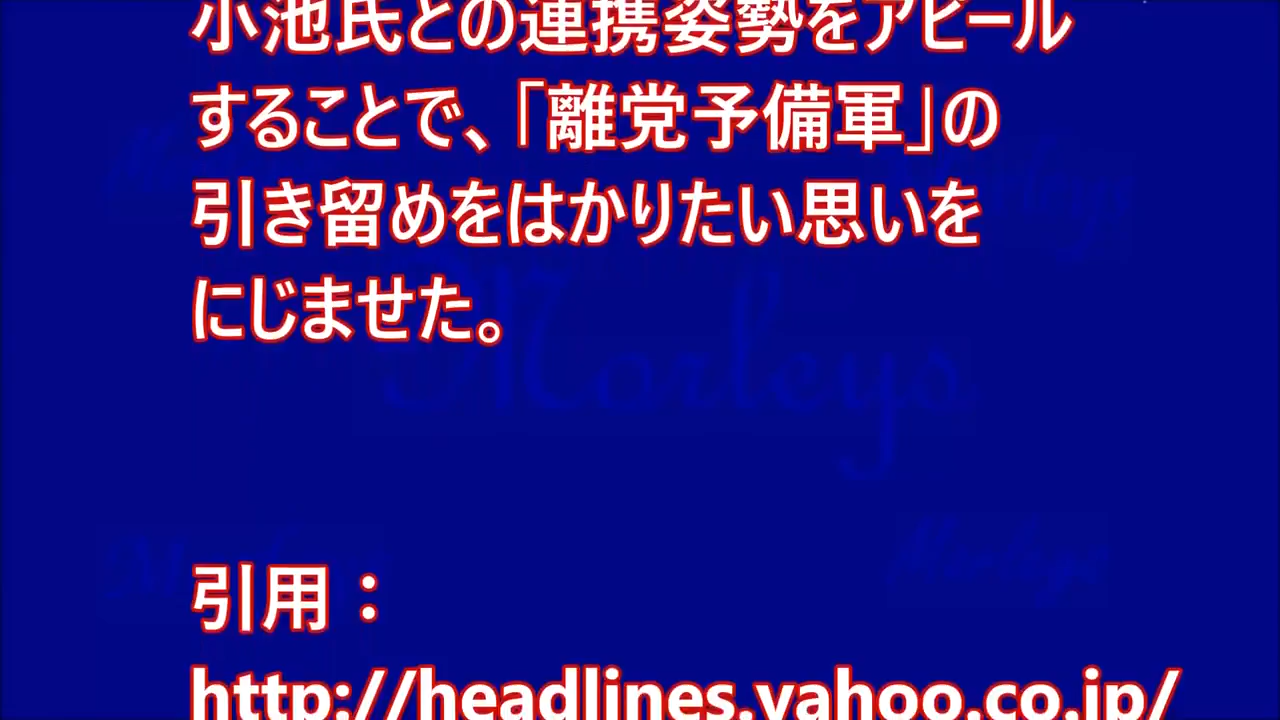 小池氏との連携姿勢をアピール
することで、「離党予備軍」の
引き留めをはかりたい思いを
にじませた。
Morleys
引用：
http://headlines.yahoo.co.jp/